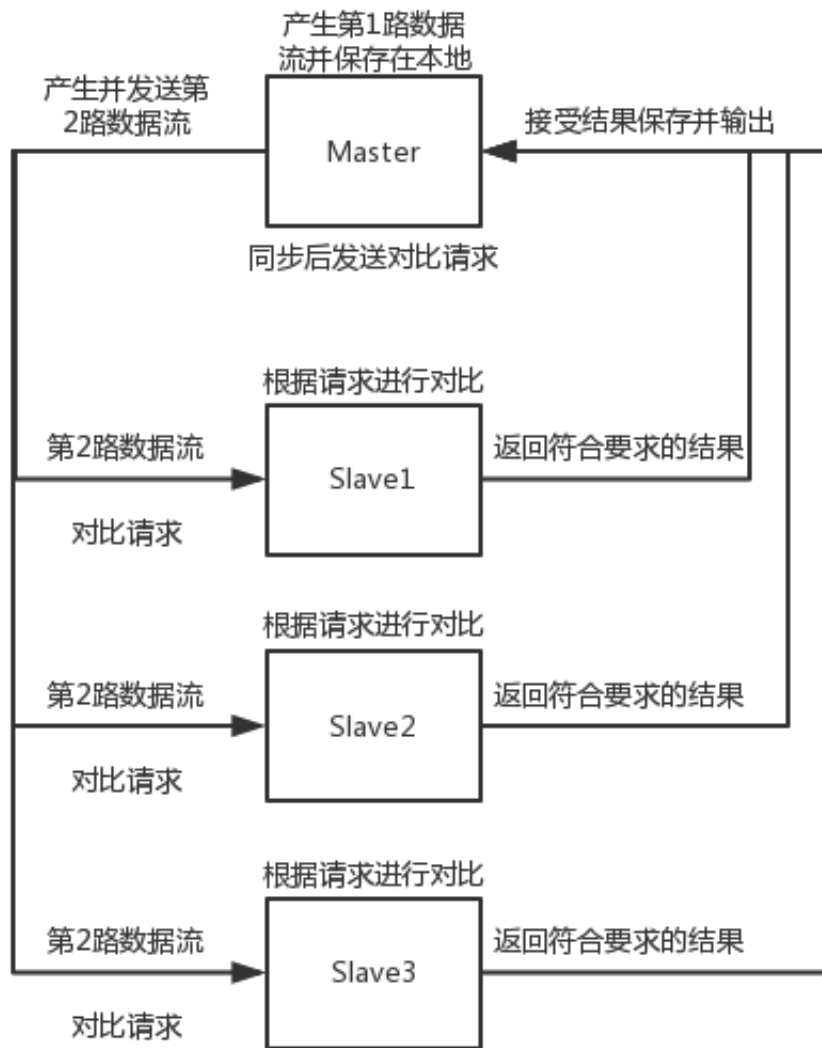 产生第1路数据
流并保存在本地
产生并发送第
2路数据流
Master
接受结果保存并输出
同步后发送对比请求
根据请求进行对比
第2路数据流
Slave1
返回符合要求的结果
对比请求
根据请求进行对比
第2路数据流
Slave2
返回符合要求的结果
对比请求
根据请求进行对比
第2路数据流
Slave3
返回符合要求的结果
对比请求